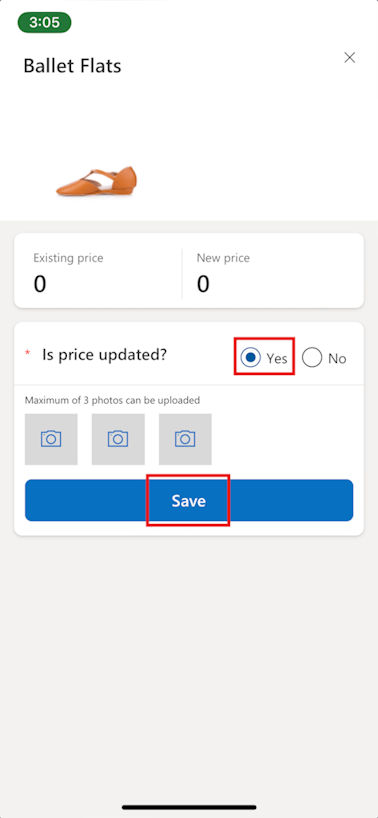 3:05
Ballet Flats
Existing price
New price
0
0
* Is price updated?
Yes
No
Maximum of 3 photos can be uploaded
Save